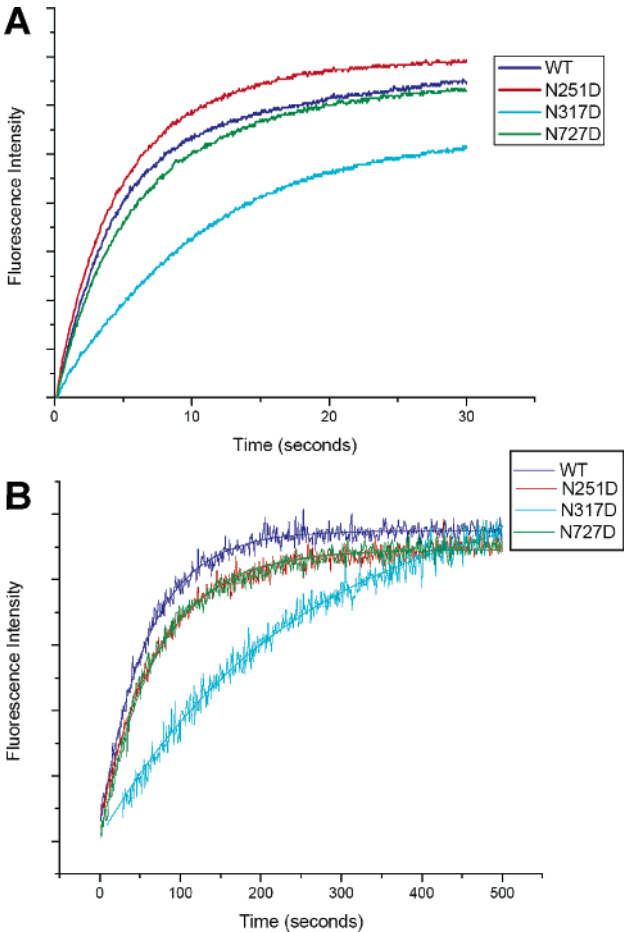 A
Fluorescence Intensity
WT
N251D
N317D
N727D
0
10
20
30
Time (seconds)
B
Fluorescence Intensity
WT
N251D
N317D
N727D
0
100
200
300
400
500
Time (seconds)